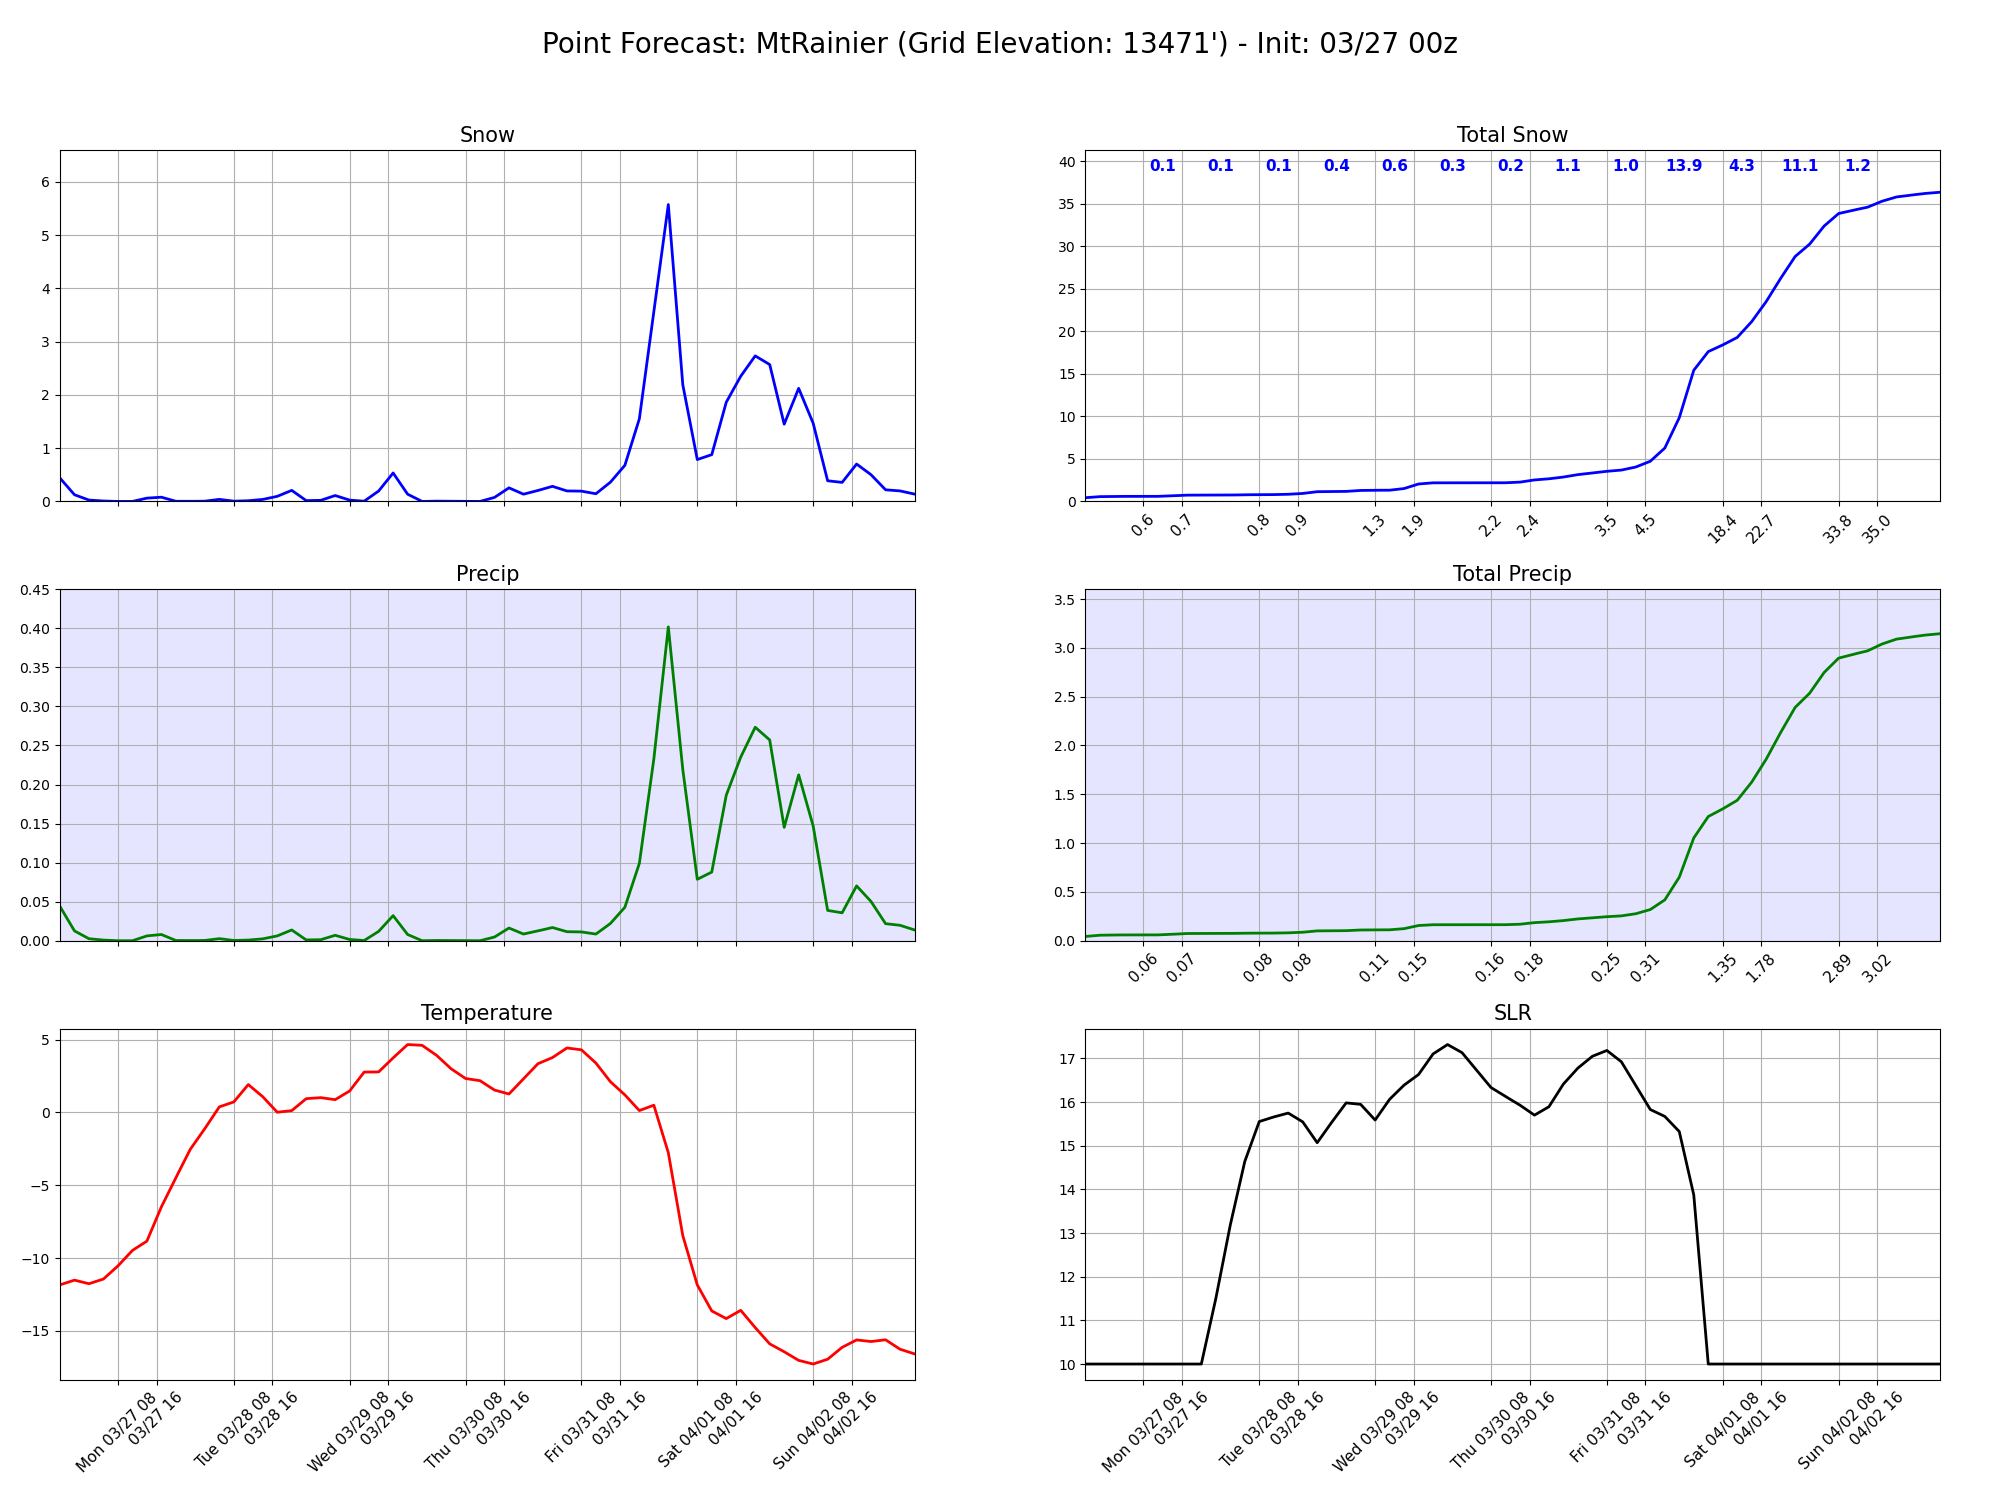 Point Forecast: MtRainier (Grid Elevation: 13471') - Init: 03/27 00z
Snow
6
5
4
3
2
1
0
Total Snow
0.1 0.1 0.1 0.4 0.6 0.3 0.2 1.1 1.0 13.9 4.3 11.1 1.2
40
35
30
25
20
15
10
5
0
0.6 0.7 0.8 0.9 1.3 1.9 2.2 2.4 3.5 4.5 18.4 22.7 33.8 35.0
Precip
0.45
0.40
0.35
0.30
0.25
0.20
0.15
0.10
0.05
0.00
Total Precip
3.5
3.0
2.5
2.0
1.5
1.0
0.5
0.0
0.06 0.07 0.08 0.08 0.11 0.15 0.16 0.18 0.25 0.31 1.35 1.78 2.89 3.02
Temperature
5
0
−5
−10
−15
Mon 03/27 08
03/27 16
Tue 03/28 08
03/28 16
Wed 03/29 08
03/29 16
Thu 03/30 08
03/30 16
Fri 03/31 08
03/31 16
Sat 04/01 08
04/01 16
Sun 04/02 08
04/02 16
SLR
17
16
15
14
13
12
11
10
Mon 03/27 08
03/27 16
Tue 03/28 08
03/28 16
Wed 03/29 08
03/29 16
Thu 03/30 08
03/30 16
Fri 03/31 08
03/31 16
Sat 04/01 08
04/01 16
Sun 04/02 08
04/02 16